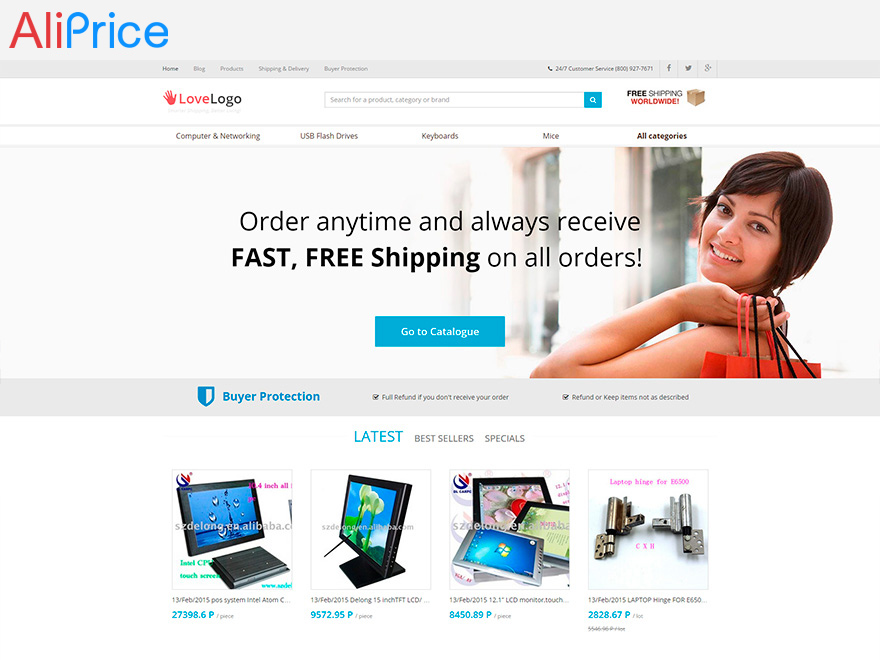 AliPrice
Home Blog Products Shipping & Delivery Buyer Protection 24/7 Customer Service (800) 927-7671
LoveLogo
Search for a product, category or brand
FREE SHIPPING
WORLDWIDE!
Computer & Networking USB Flash Drives Keyboards Mice All categories
Order anytime and always receive
FAST, FREE Shipping on all orders!
Go to Catalogue
Buyer Protection Full Refund if you don't receive your order Refund or Keep items not as described
LATEST BEST SELLERS SPECIALS
Laptop hinge for E6500
szdelong.en.alibaba.c
szdelong.en.alibaba.com
szdelong.en.aliba
C X H
Intel CP
touch screen
13/Feb/2015 pos system Intel Atom C... 13/Feb/2015 Delong 15 inchTFT LCD/ ... 13/Feb/2015 12.1" LCD monitor,touch... 13/Feb/2015 LAPTOP Hinge FOR E650...
27398.6 P / piece 9572.95 P / piece 8450.89 P / piece 2828.67 P / lot
5546.96 P / lot